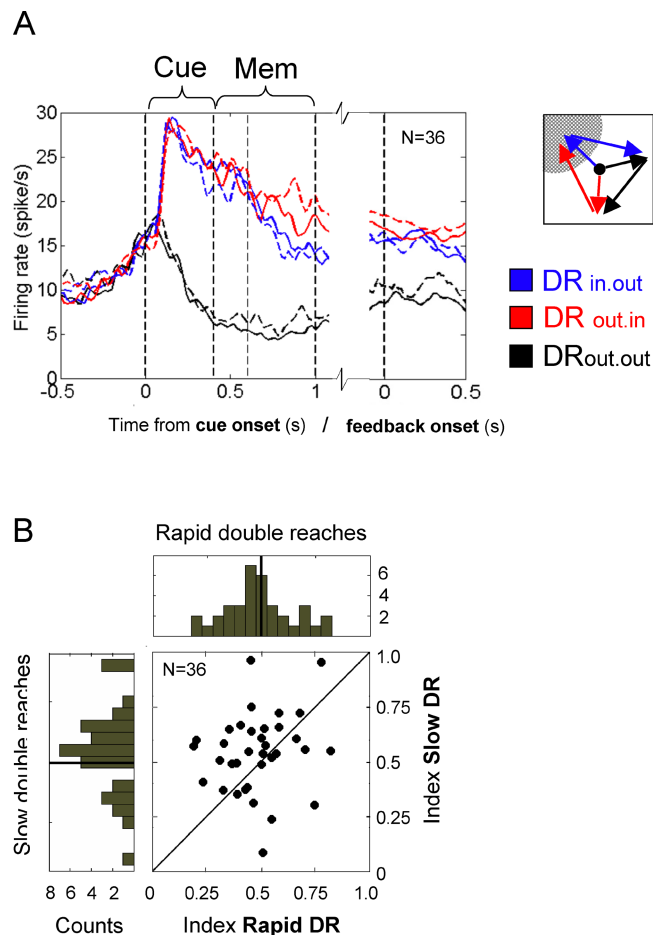 A
Cue Mem
30
25
20
15
10
5
0
Firing rate (spike/s)
N=36
-0.5 0 0.5 1 0 0.5
Time from cue onset (s) / feedback onset (s)
DR in.out
DR out.in
DRout.out
B
Rapid double reaches
6
4
2
Slow double reaches
N=36
1.0
0.75
0.5
0.25
0
Index Slow DR
8 6 4 2
0 0.25 0.5 0.75 1.0
Counts
Index Rapid DR